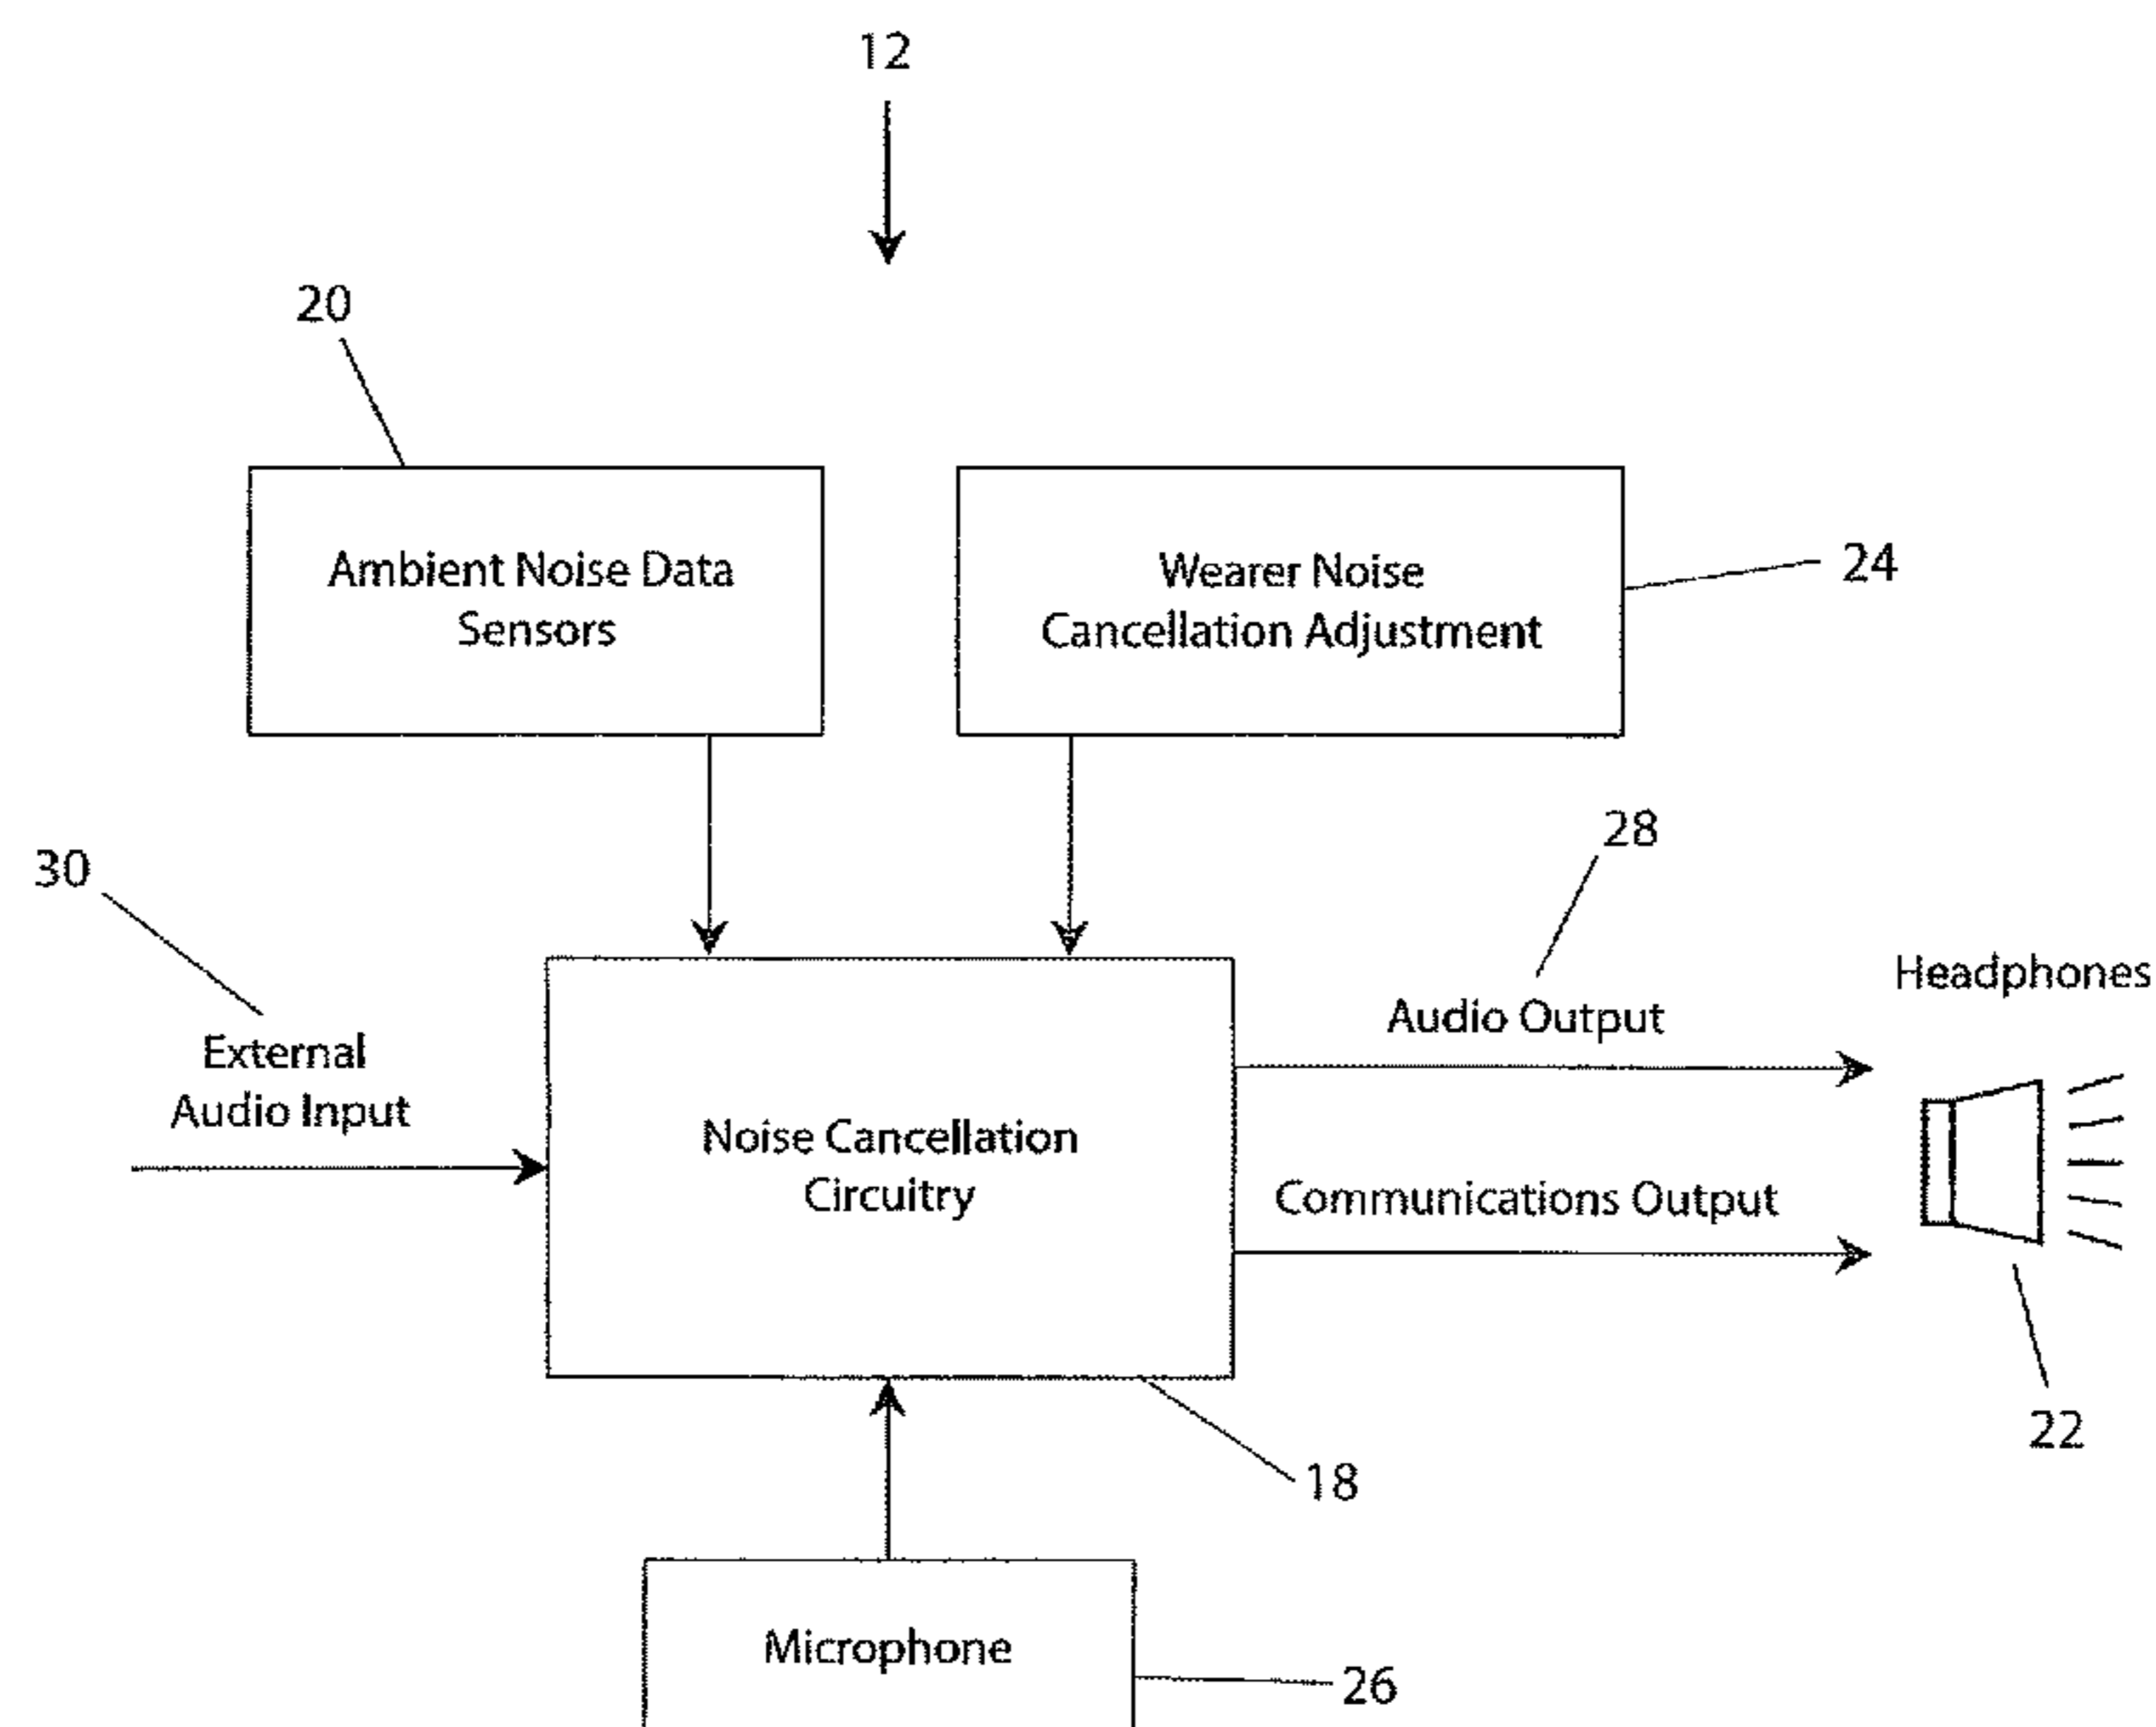 12
20
Ambient Noise Data
Sensors
Wearer Noise
Cancellation Adjustment
24
28
30
Headphones
External
Audio Input
Audio Output
Noise Cancellation
Circuitry
Communications Output
22
18
Microphone
26